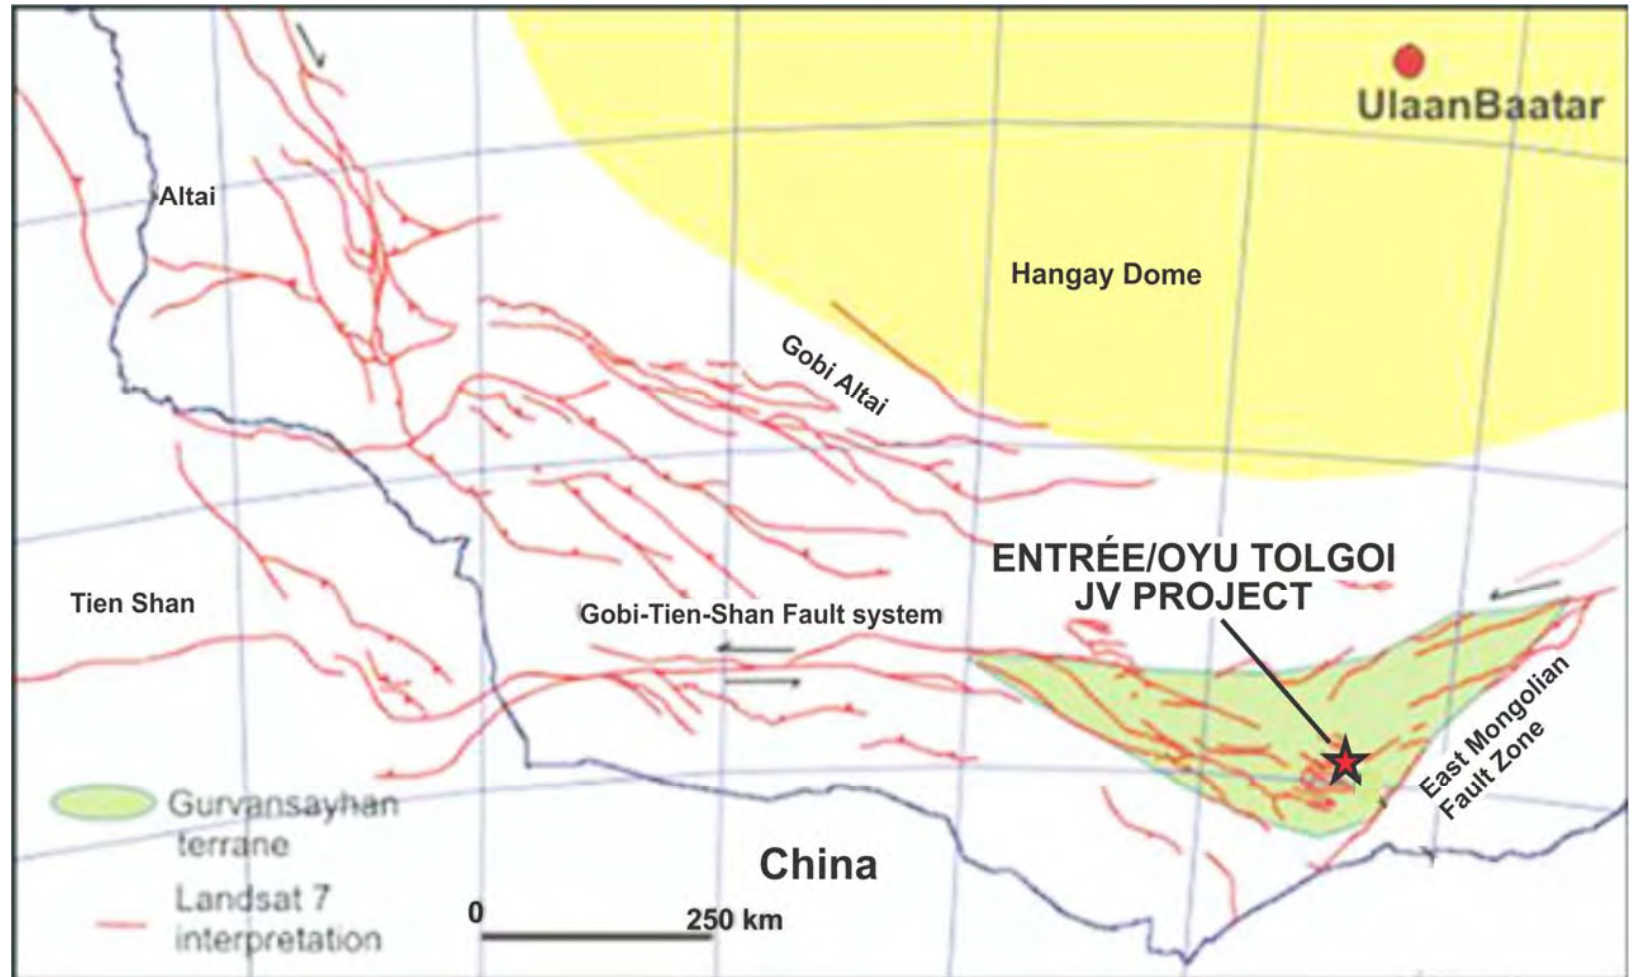 UlaanBaatar
Altai
Hangay Dome
Gobi Altai
ENTRÉE/OYU TOLGOI
JV PROJECT
Tien Shan
Gobi-Tien-Shan Fault system
East Mongolian
Fault Zone
Gurvansayhan
terrane
China
Landsat 7
interpretation
0
250 km